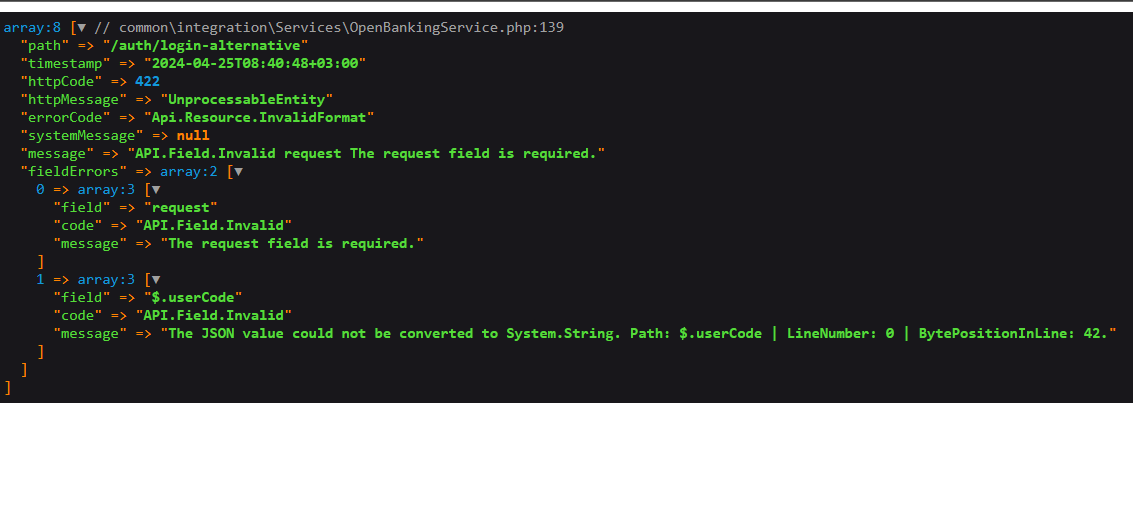 array:8 [▼ // common\integration\Services\OpenBankingService.php:139
"path" => "/auth/login-alternative"
"timestamp" => "2024-04-25T08:40:48+03:00"
"httpCode" => 422
"httpMessage" => "UnprocessableEntity"
"errorCode" => "Api.Resource.InvalidFormat"
"systemMessage" => null
"message" => "API.Field.Invalid request The request field is required."
"fieldErrors" => array:2 [▼
0 => array:3 [▼
"field" => "request"
"code" => "API.Field.Invalid"
"message" => "The request field is required."
]
1 => array:3 [▼
"field" => "$.userCode"
"code" => "API.Field.Invalid"
"message" => "The JSON value could not be converted to System.String. Path: $.userCode | LineNumber: 0 | BytePositionInLine: 42."
]
]
]